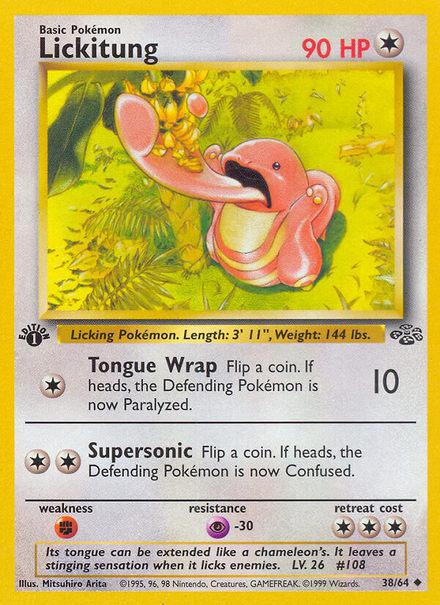 Basic Pokémon
Lickitung
90 HP
EDITION
1
Licking Pokémon. Length: 3' 11", Weight: 144 lbs.
Tongue Wrap Flip a coin. If
heads, the Defending Pokémon is
now Paralyzed.
10
Supersonic Flip a coin. If heads, the
Defending Pokémon is now Confused.
weakness
resistance
retreat cost
-30
Its tongue can be extended like a chameleon's. It leaves a
stinging sensation when it licks enemies. LV. 26 #108
Illus. Mitsuhiro Arita
©1995, 96, 98 Nintendo, Creatures, GAMEFREAK. ©1999 Wizards.
38/64